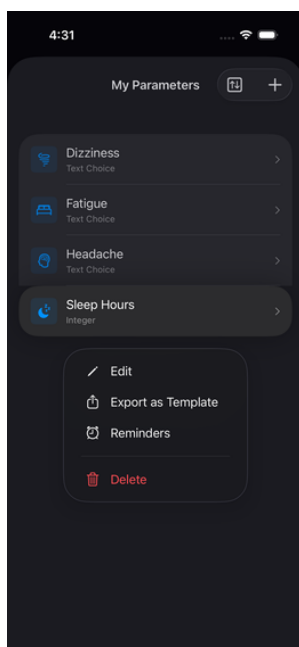 4:31
My Parameters
Dizziness
Text Choice
Fatigue
Text Choice
Headache
Text Choice
Sleep Hours
Integer
Edit
Export as Template
Reminders
Delete